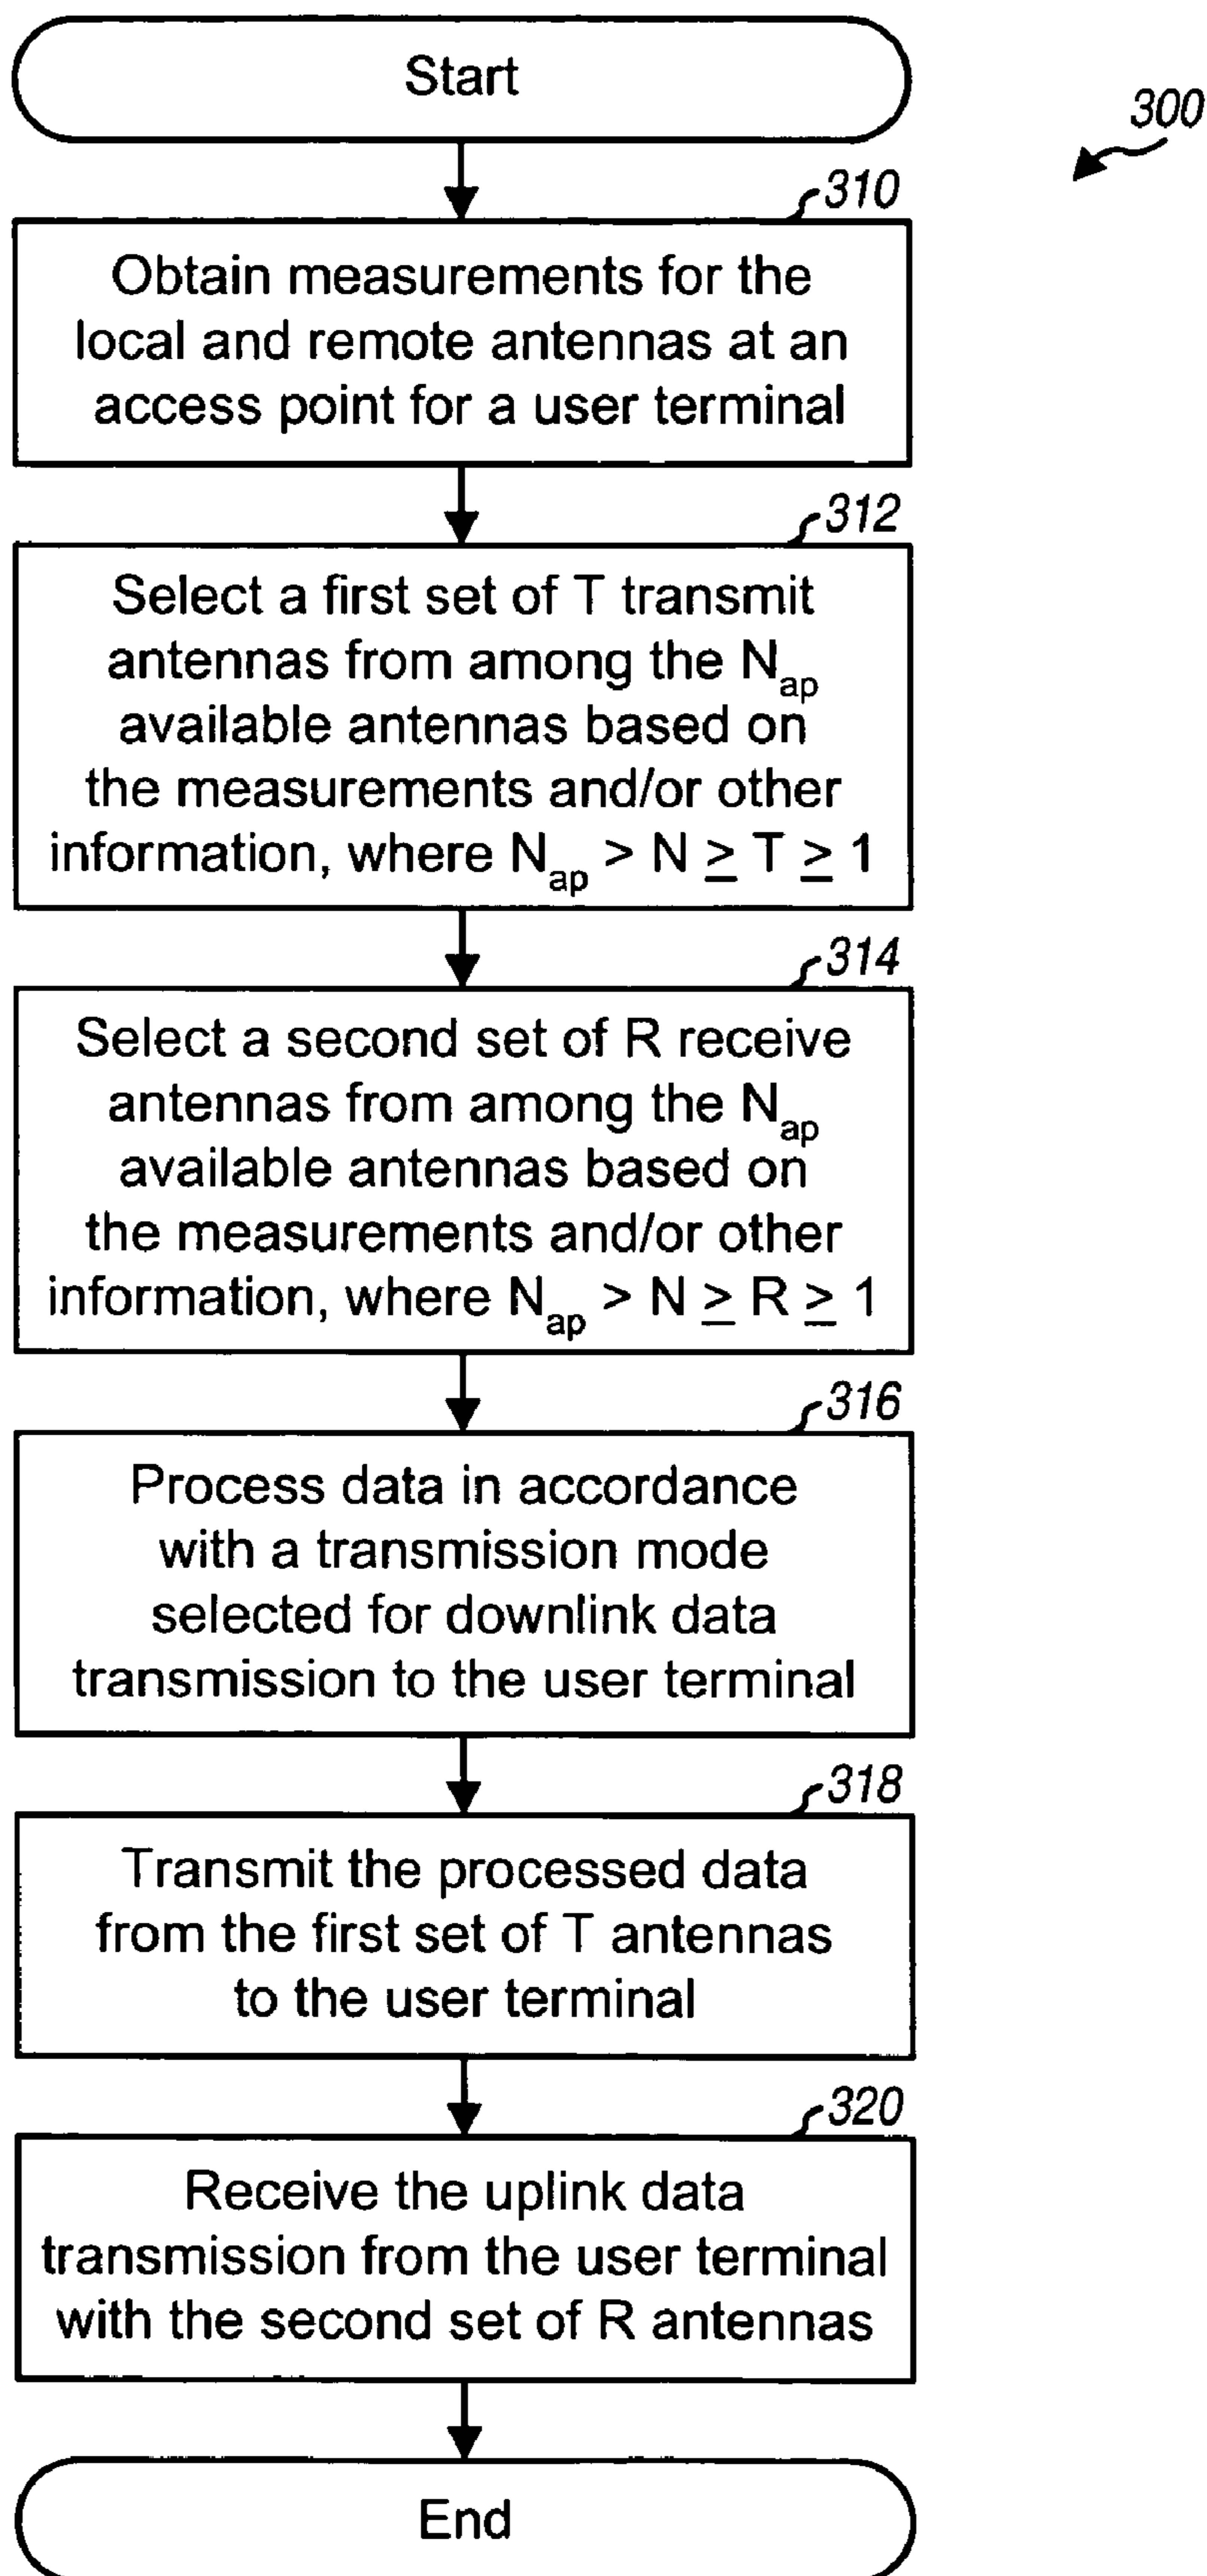 Start
300
310
Obtain measurements for the
local and remote antennas at an
access point for a user terminal
312
Select a first set of T transmit
antennas from among the Nap
available antennas based on
the measurements and/or other
information, where Nap > N ≥ T ≥ 1
314
Select a second set of R receive
antennas from among the Nap
available antennas based on
the measurements and/or other
information, where Nap > N ≥ R ≥ 1
316
Process data in accordance
with a transmission mode
selected for downlink data
transmission to the user terminal
318
Transmit the processed data
from the first set of T antennas
to the user terminal
320
Receive the uplink data
transmission from the user terminal
with the second set of R antennas
End